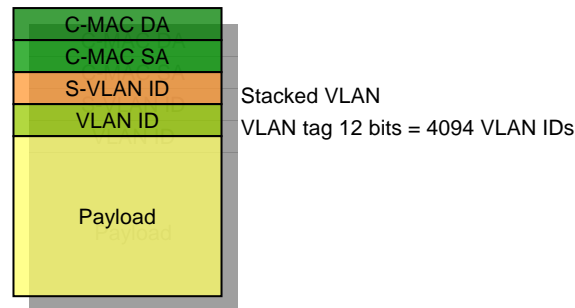 C-MAC DA
C-MAC SA
S-VLAN ID
Stacked VLAN
VLAN ID
VLAN tag 12 bits = 4094 VLAN IDs
Payload